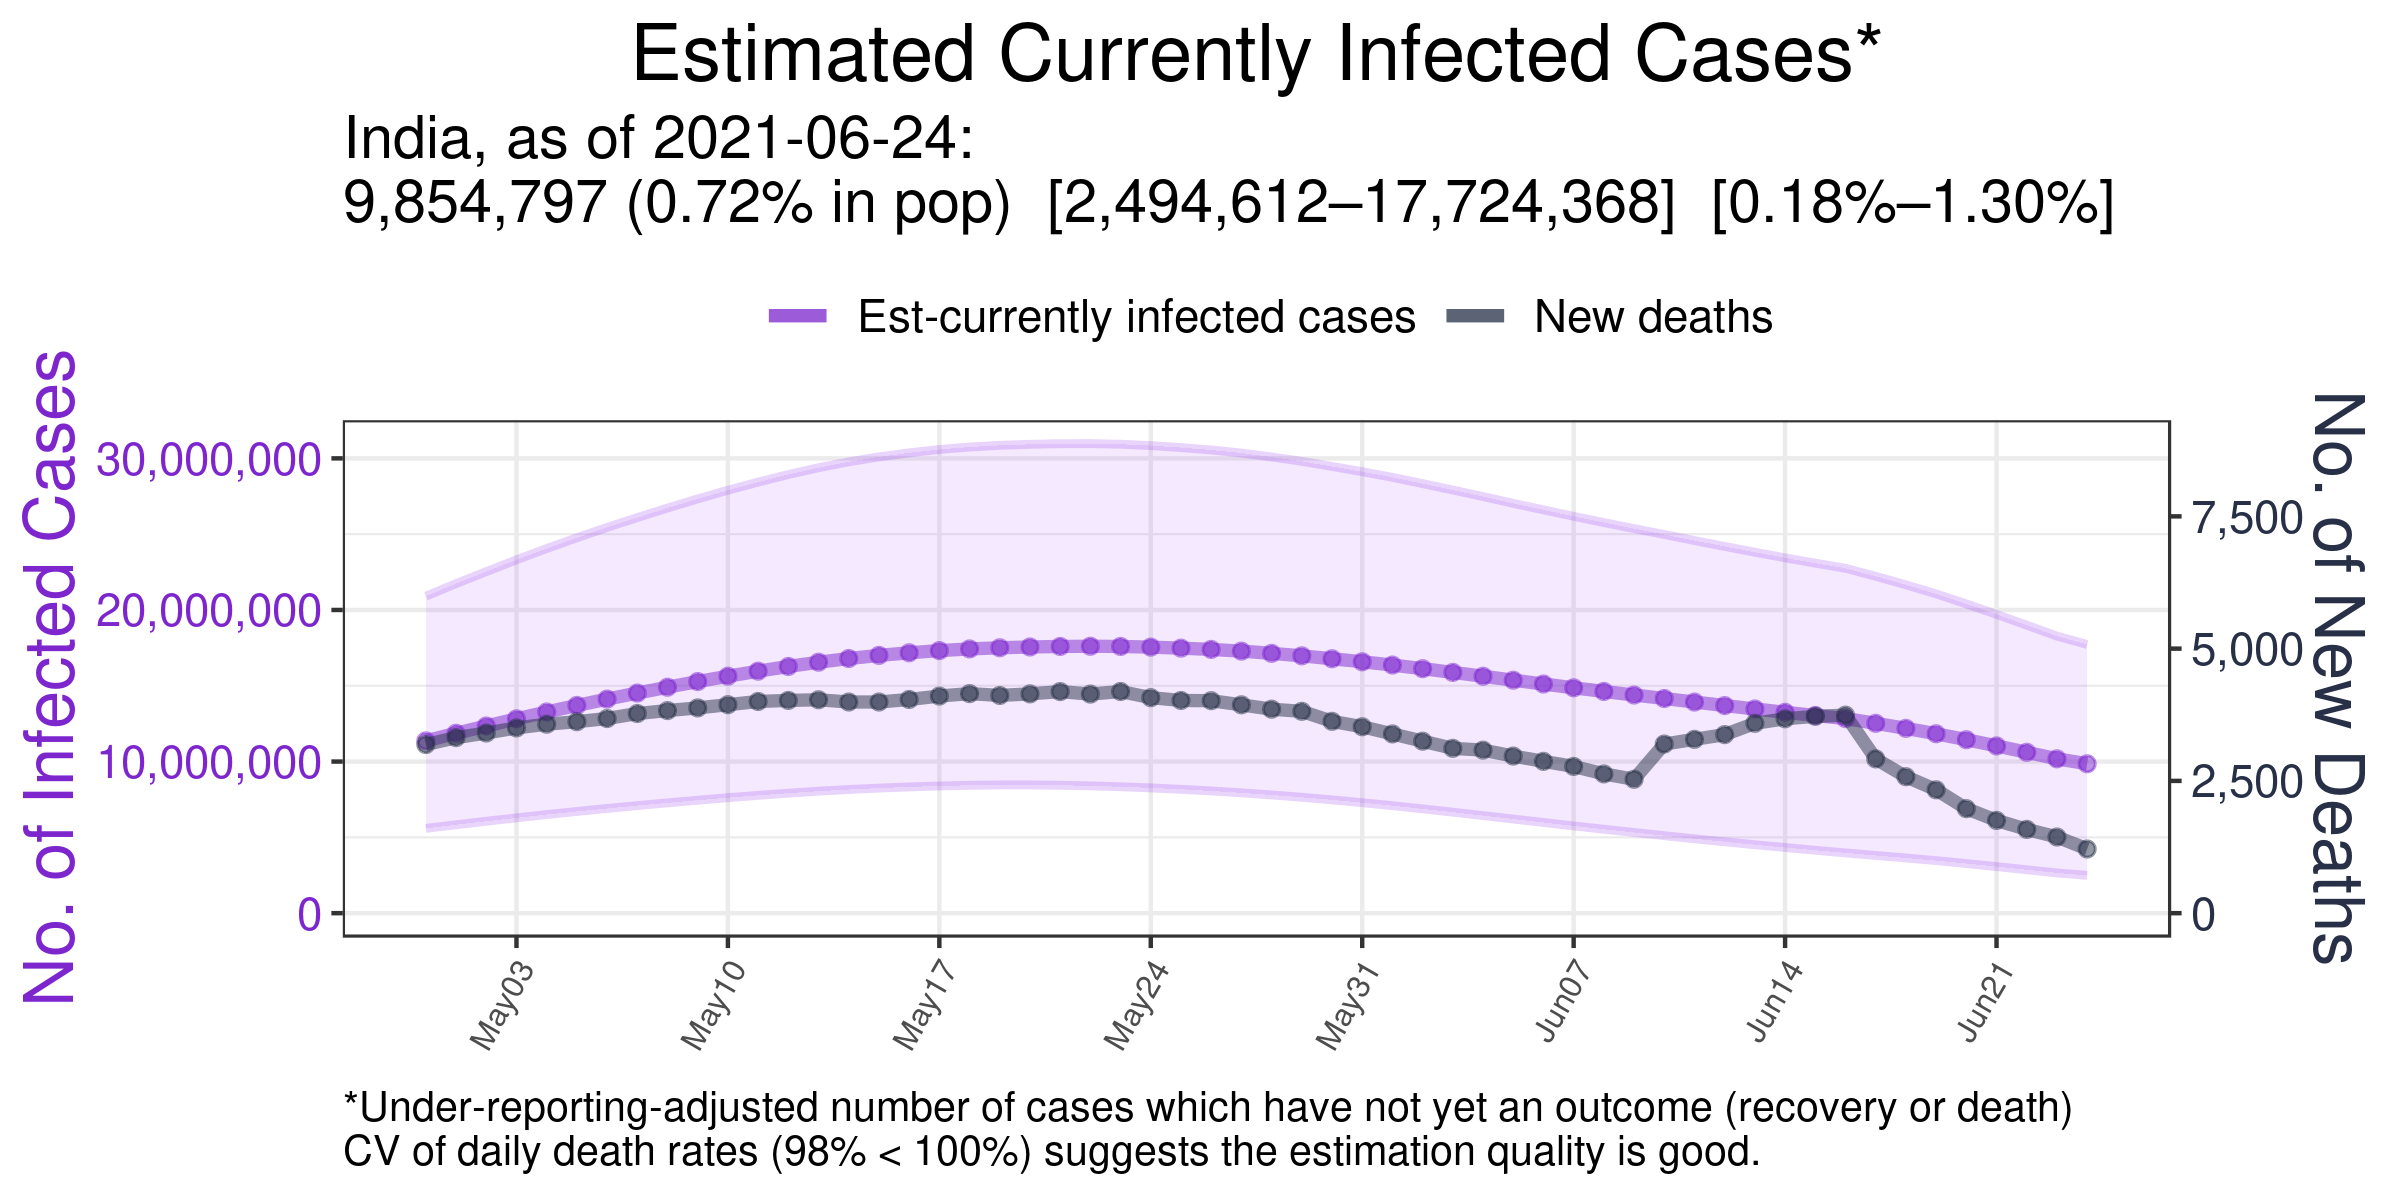 Estimated Currently Infected Cases*
India, as of 2021-06-24:
9,854,797 (0.72% in pop)  [2,494,612–17,724,368]  [0.18%–1.30%]
Est-currently infected cases
New deaths
No. of Infected Cases
30,000,000
20,000,000
10,000,000
0
7,500
5,000
2,500
0
No. of New Deaths
May03
May10
May17
May24
May31
Jun07
Jun14
Jun21
*Under-reporting-adjusted number of cases which have not yet an outcome (recovery or death)
CV of daily death rates (98% < 100%) suggests the estimation quality is good.